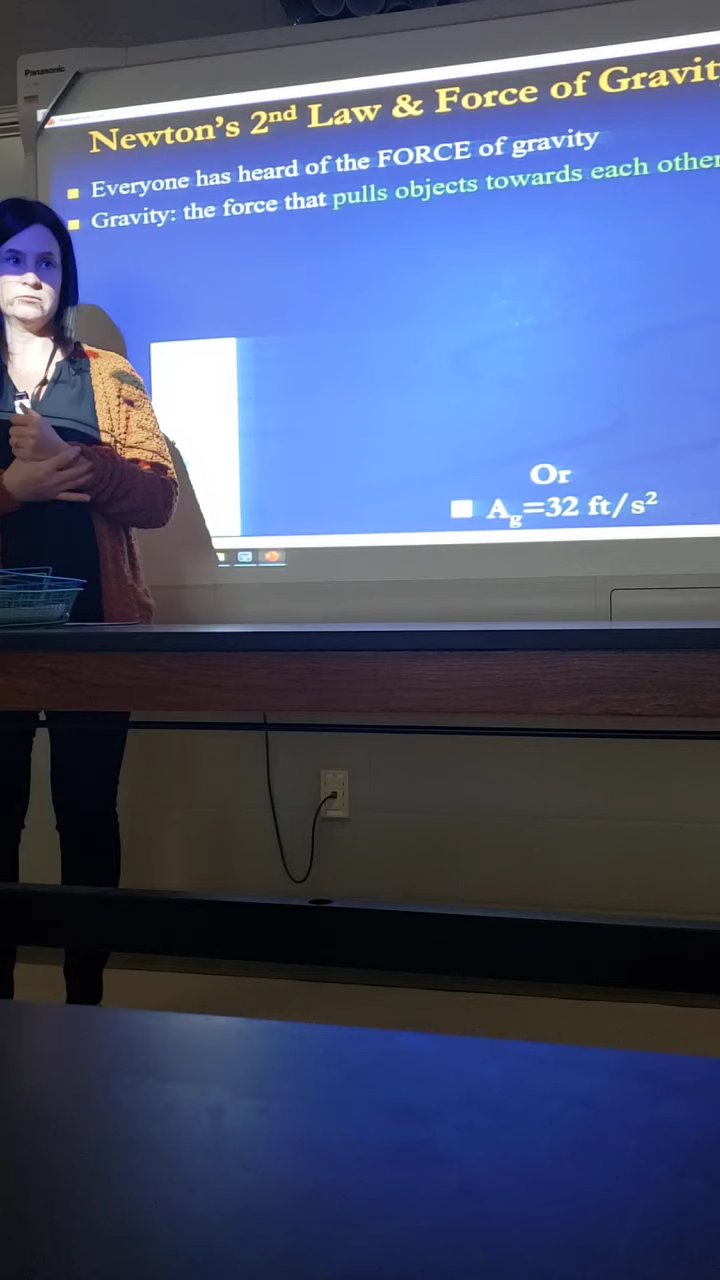 Panasonic
Newton's 2nd Law & Force of Gravit
■ Everyone has heard of the FORCE of gravity
■ Gravity: the force that pulls objects towards each other
Or
■ Ag=32 ft/s²